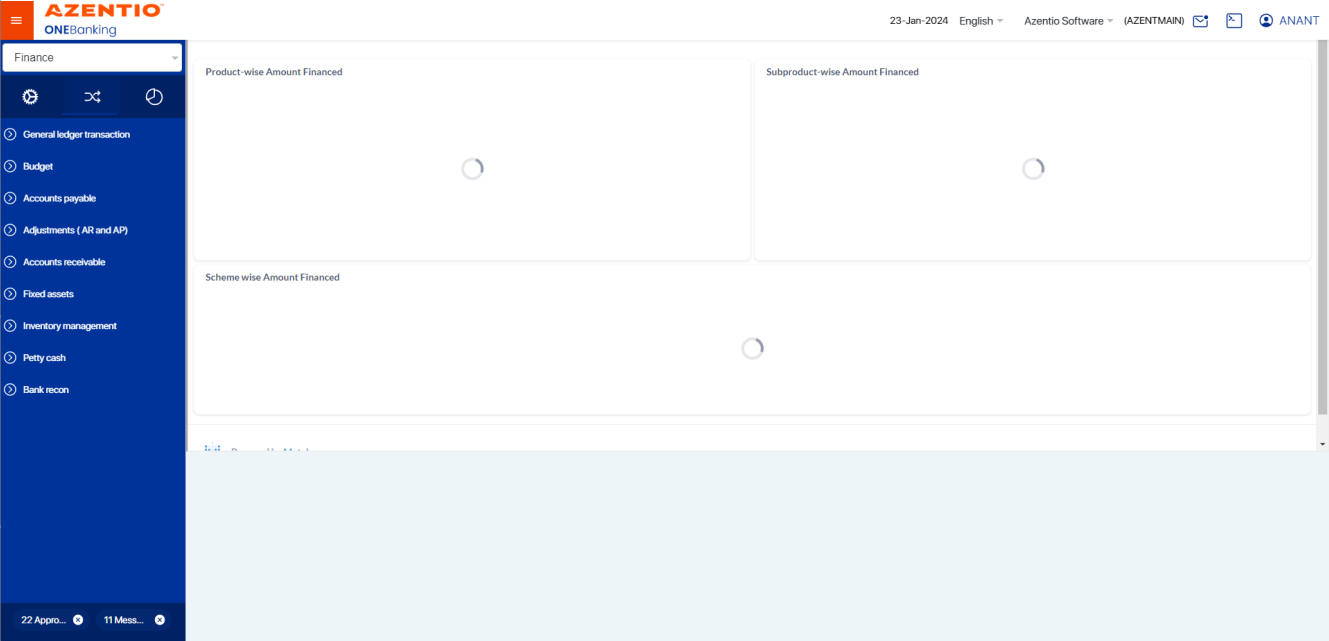 AZENTIO
ONEBanking
23-Jan-2024 English Azentio Software (AZENTMAIN) ANANT
Finance
General ledger transaction
Budget
Accounts payable
Adjustments ( AR and AP)
Accounts receivable
Fixed assets
Inventory management
Petty cash
Bank recon
22 Appro...
11 Mess...
Product-wise Amount Financed
Subproduct-wise Amount Financed
Scheme wise Amount Financed